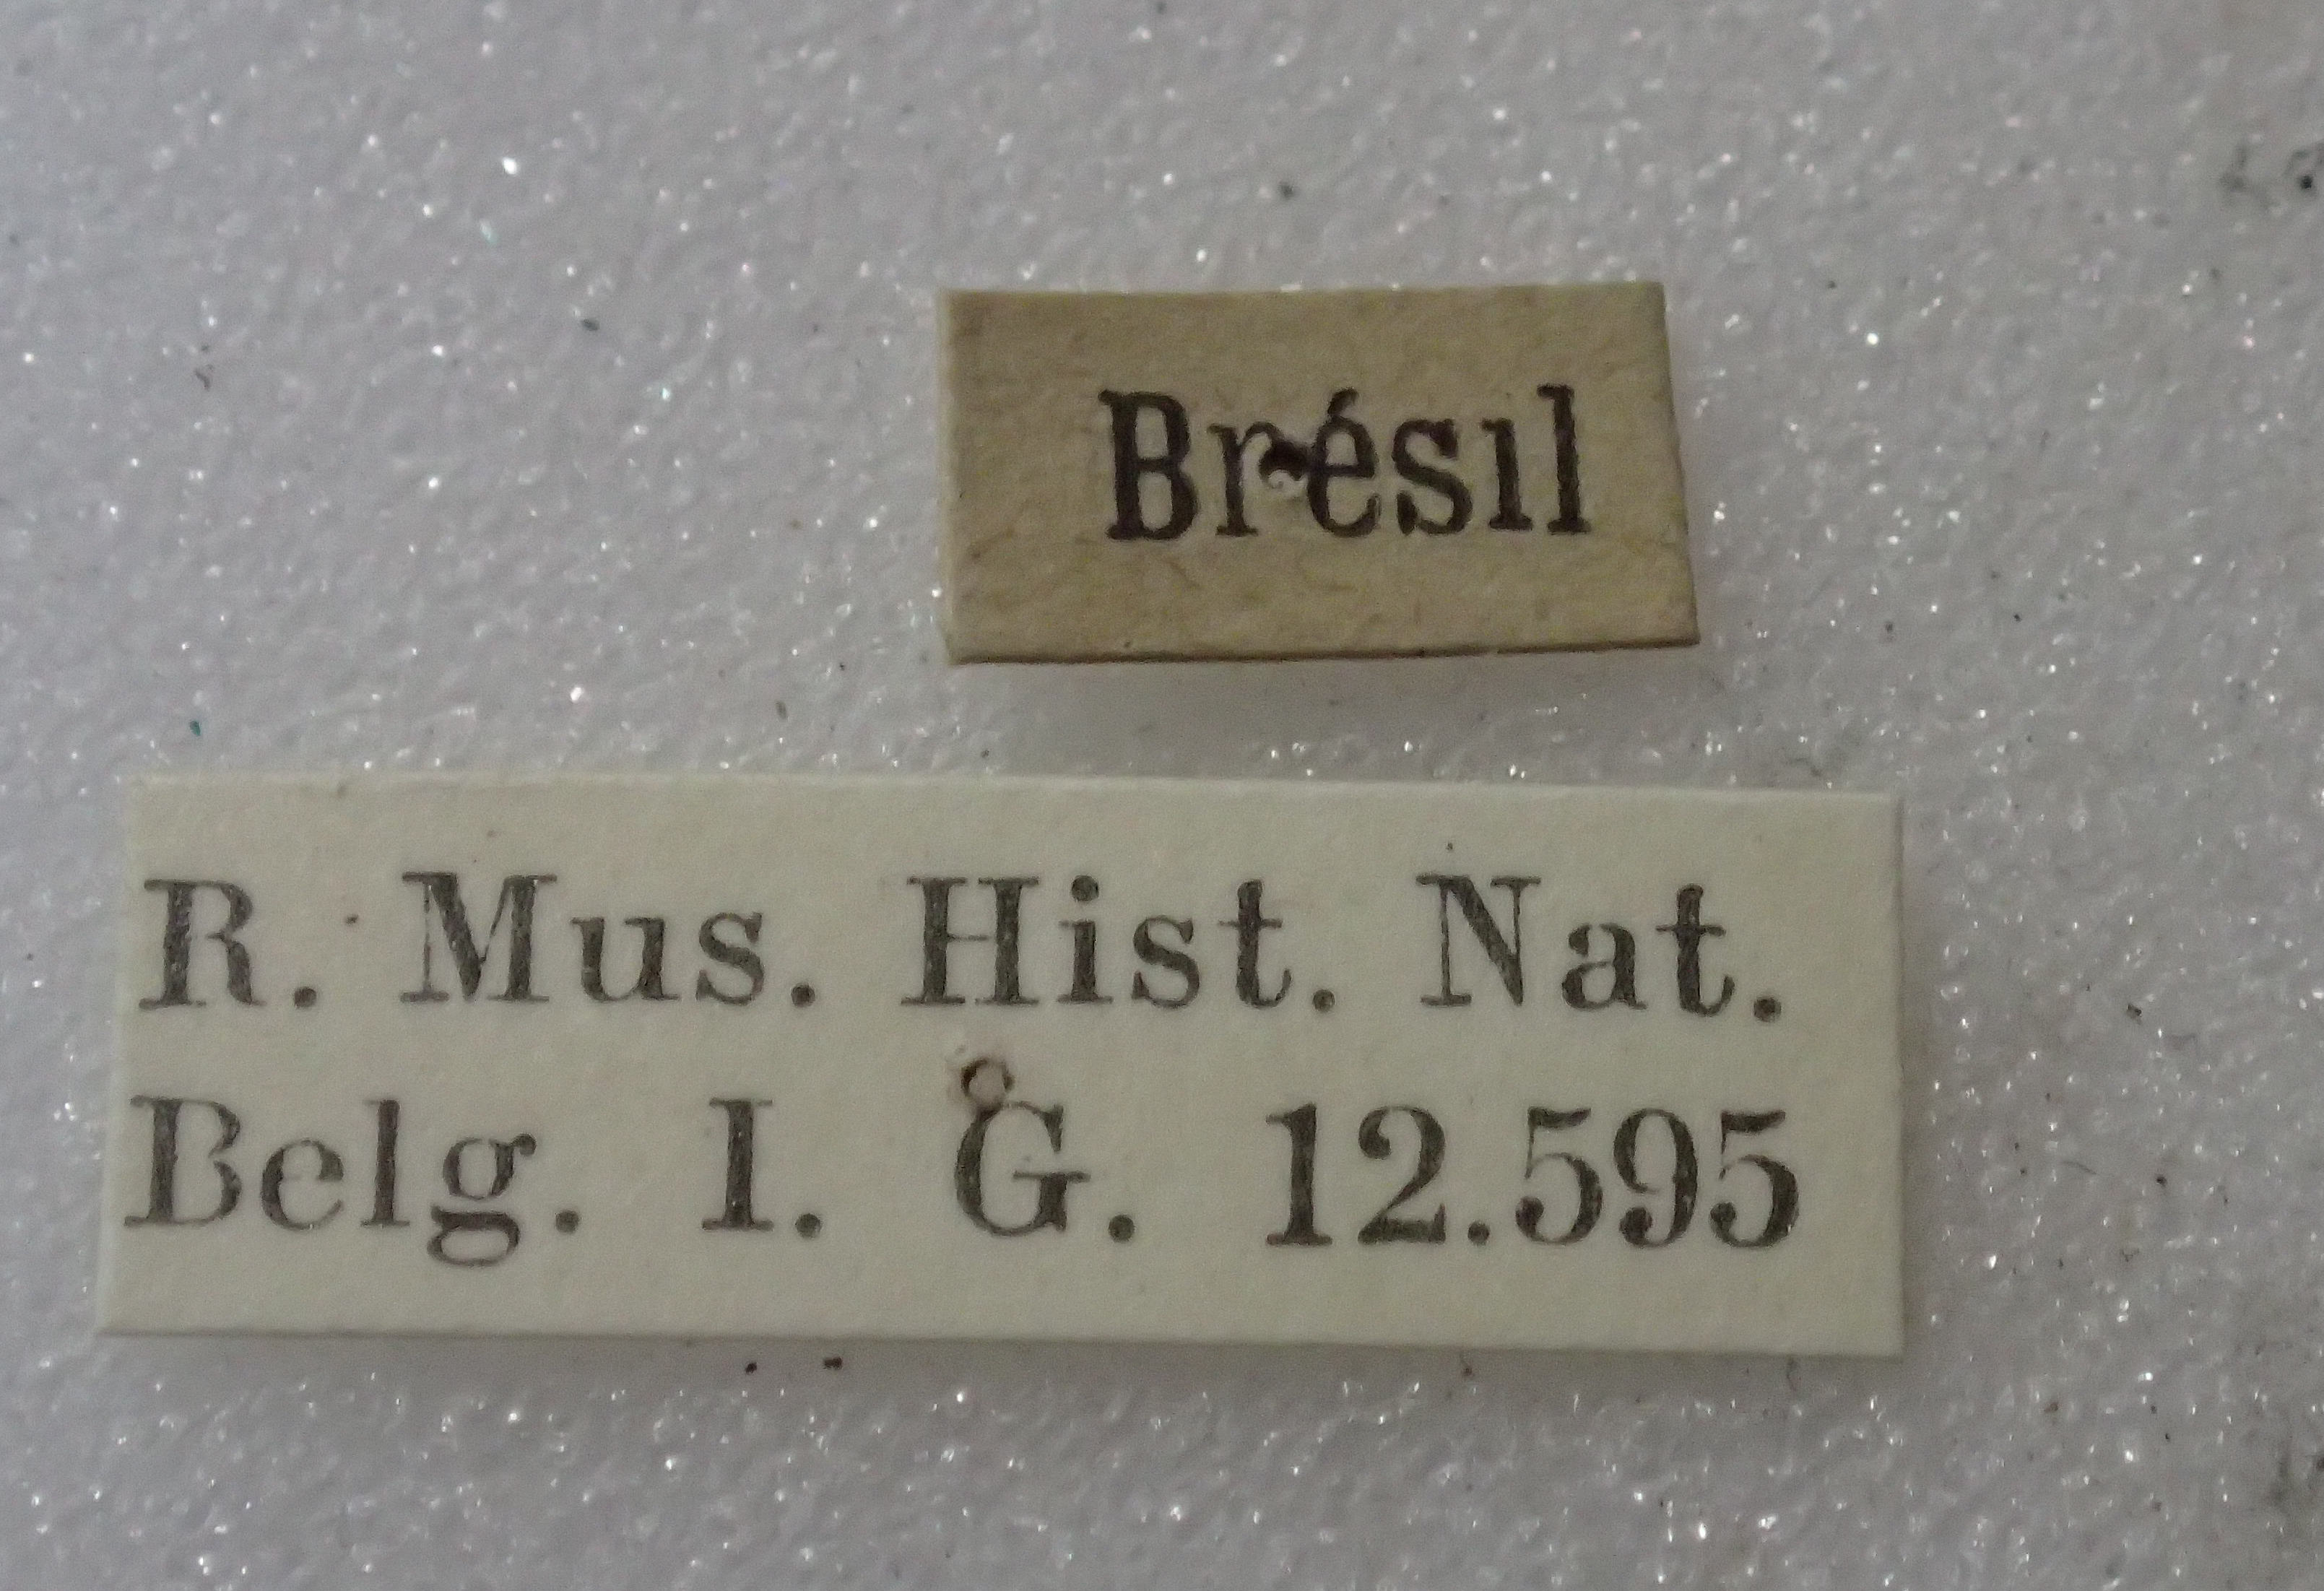 Brésil
R. Mus. Hist. Nat.
Belg. I. G. 12.595